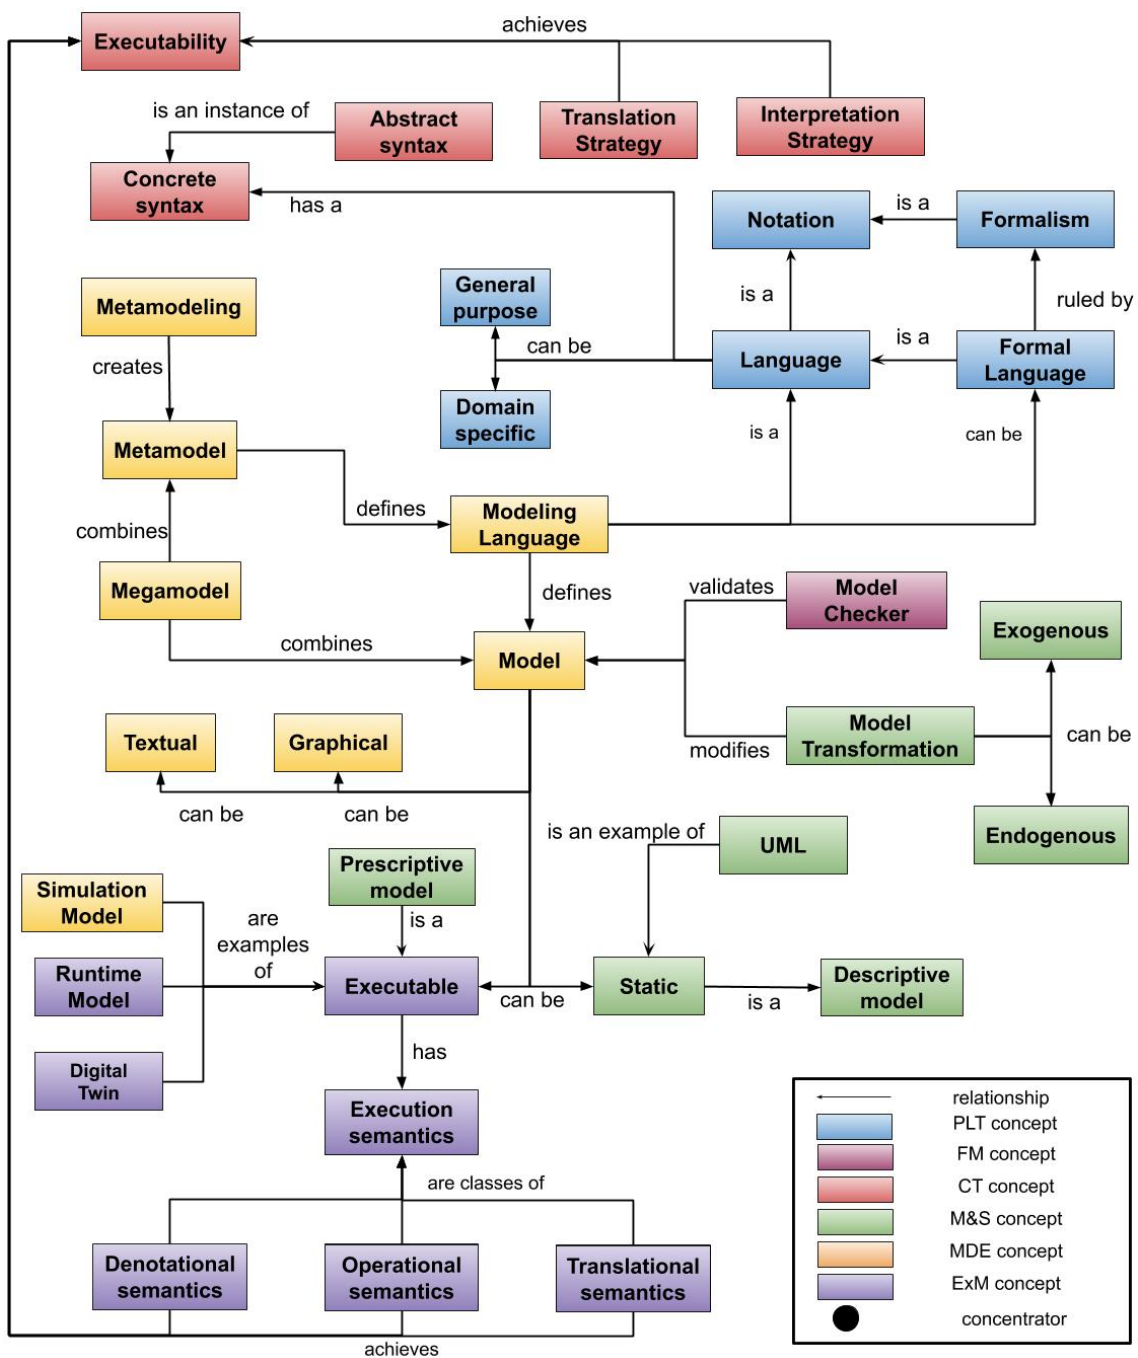 achieves
Executability
is an instance of
Abstract
syntax
Translation
Strategy
Interpretation
Strategy
Concrete
syntax
has a
Notation
is a
Formalism
General
purpose
is a
ruled by
Metamodeling
can be
Language
is a
Formal
Language
creates
Domain
specific
is a
can be
Metamodel
defines
Modeling
Language
combines
Megamodel
defines
validates
Model
Checker
Exogenous
combines
Model
Textual
Graphical
modifies
Model
Transformation
can be
can be
can be
is an example of
UML
Endogenous
Prescriptive
model
Simulation
Model
are
examples
of
is a
Runtime
Model
Executable
can be
Static
is a
Descriptive
model
has
Digital
Twin
Execution
semantics
are classes of
Denotational
semantics
Operational
semantics
Translational
semantics
achieves
relationship
PLT concept
FM concept
CT concept
M&S concept
MDE concept
ExM concept
concentrator